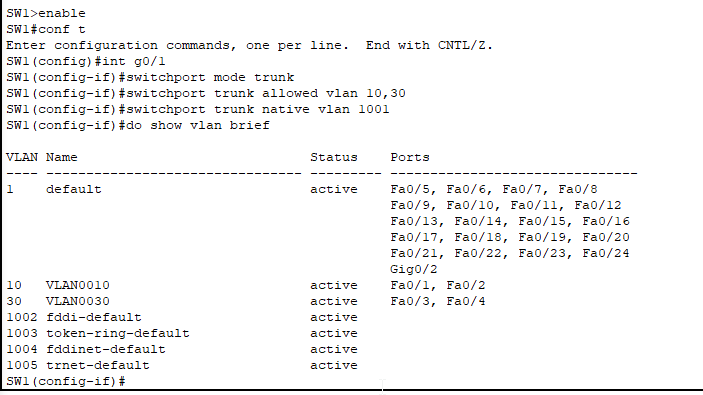 SW1>enable
SW1#conf t
Enter configuration commands, one per line.  End with CNTL/Z.
SW1(config)#int g0/1
SW1(config-if)#switchport mode trunk
SW1(config-if)#switchport trunk allowed vlan 10,30
SW1(config-if)#switchport trunk native vlan 1001
SW1(config-if)#do show vlan brief

VLAN Name                             Status    Ports
---- -------------------------------- --------- -------------------------------
1    default                          active    Fa0/5, Fa0/6, Fa0/7, Fa0/8
                                                Fa0/9, Fa0/10, Fa0/11, Fa0/12
                                                Fa0/13, Fa0/14, Fa0/15, Fa0/16
                                                Fa0/17, Fa0/18, Fa0/19, Fa0/20
                                                Fa0/21, Fa0/22, Fa0/23, Fa0/24
                                                Gig0/2
10   VLAN0010                         active    Fa0/1, Fa0/2
30   VLAN0030                         active    Fa0/3, Fa0/4
1002 fddi-default                     active
1003 token-ring-default               active
1004 fddinet-default                  active
1005 trnet-default                    active
SW1(config-if)#